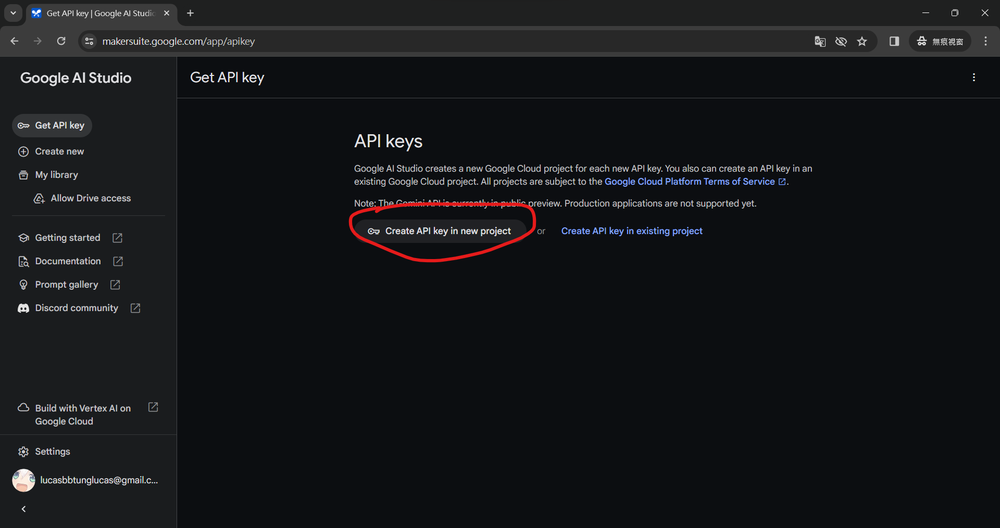 Get API key | Google AI Studio
makersuite.google.com/app/apikey
無痕視窗
Google AI Studio
Get API key
Get API key
Create new
My library
Allow Drive access
Getting started
Documentation
Prompt gallery
Discord community
Build with Vertex AI on
Google Cloud
Settings
lucasbbtunglucas@gmail.c...
API keys
Google AI Studio creates a new Google Cloud project for each new API key. You also can create an API key in an
existing Google Cloud project. All projects are subject to the Google Cloud Platform Terms of Service.
Note: The Gemini API is currently in public preview. Production applications are not supported yet.
Create API key in new project or Create API key in existing project